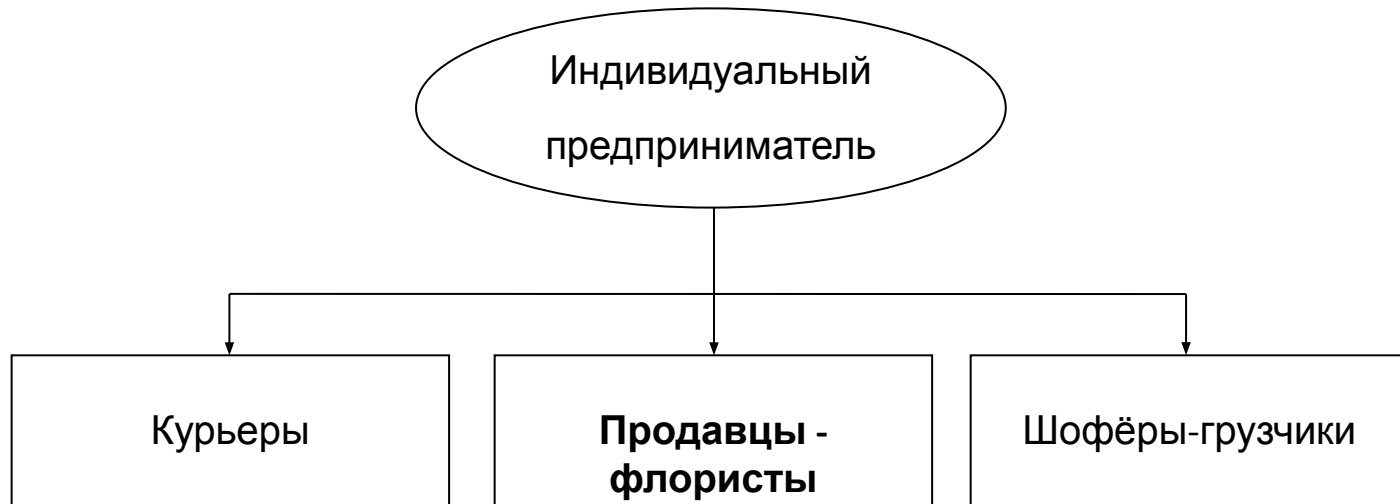 Индивидуальный
предприниматель
Курьеры
Продавцы -
флористы
Шофёры-грузчики